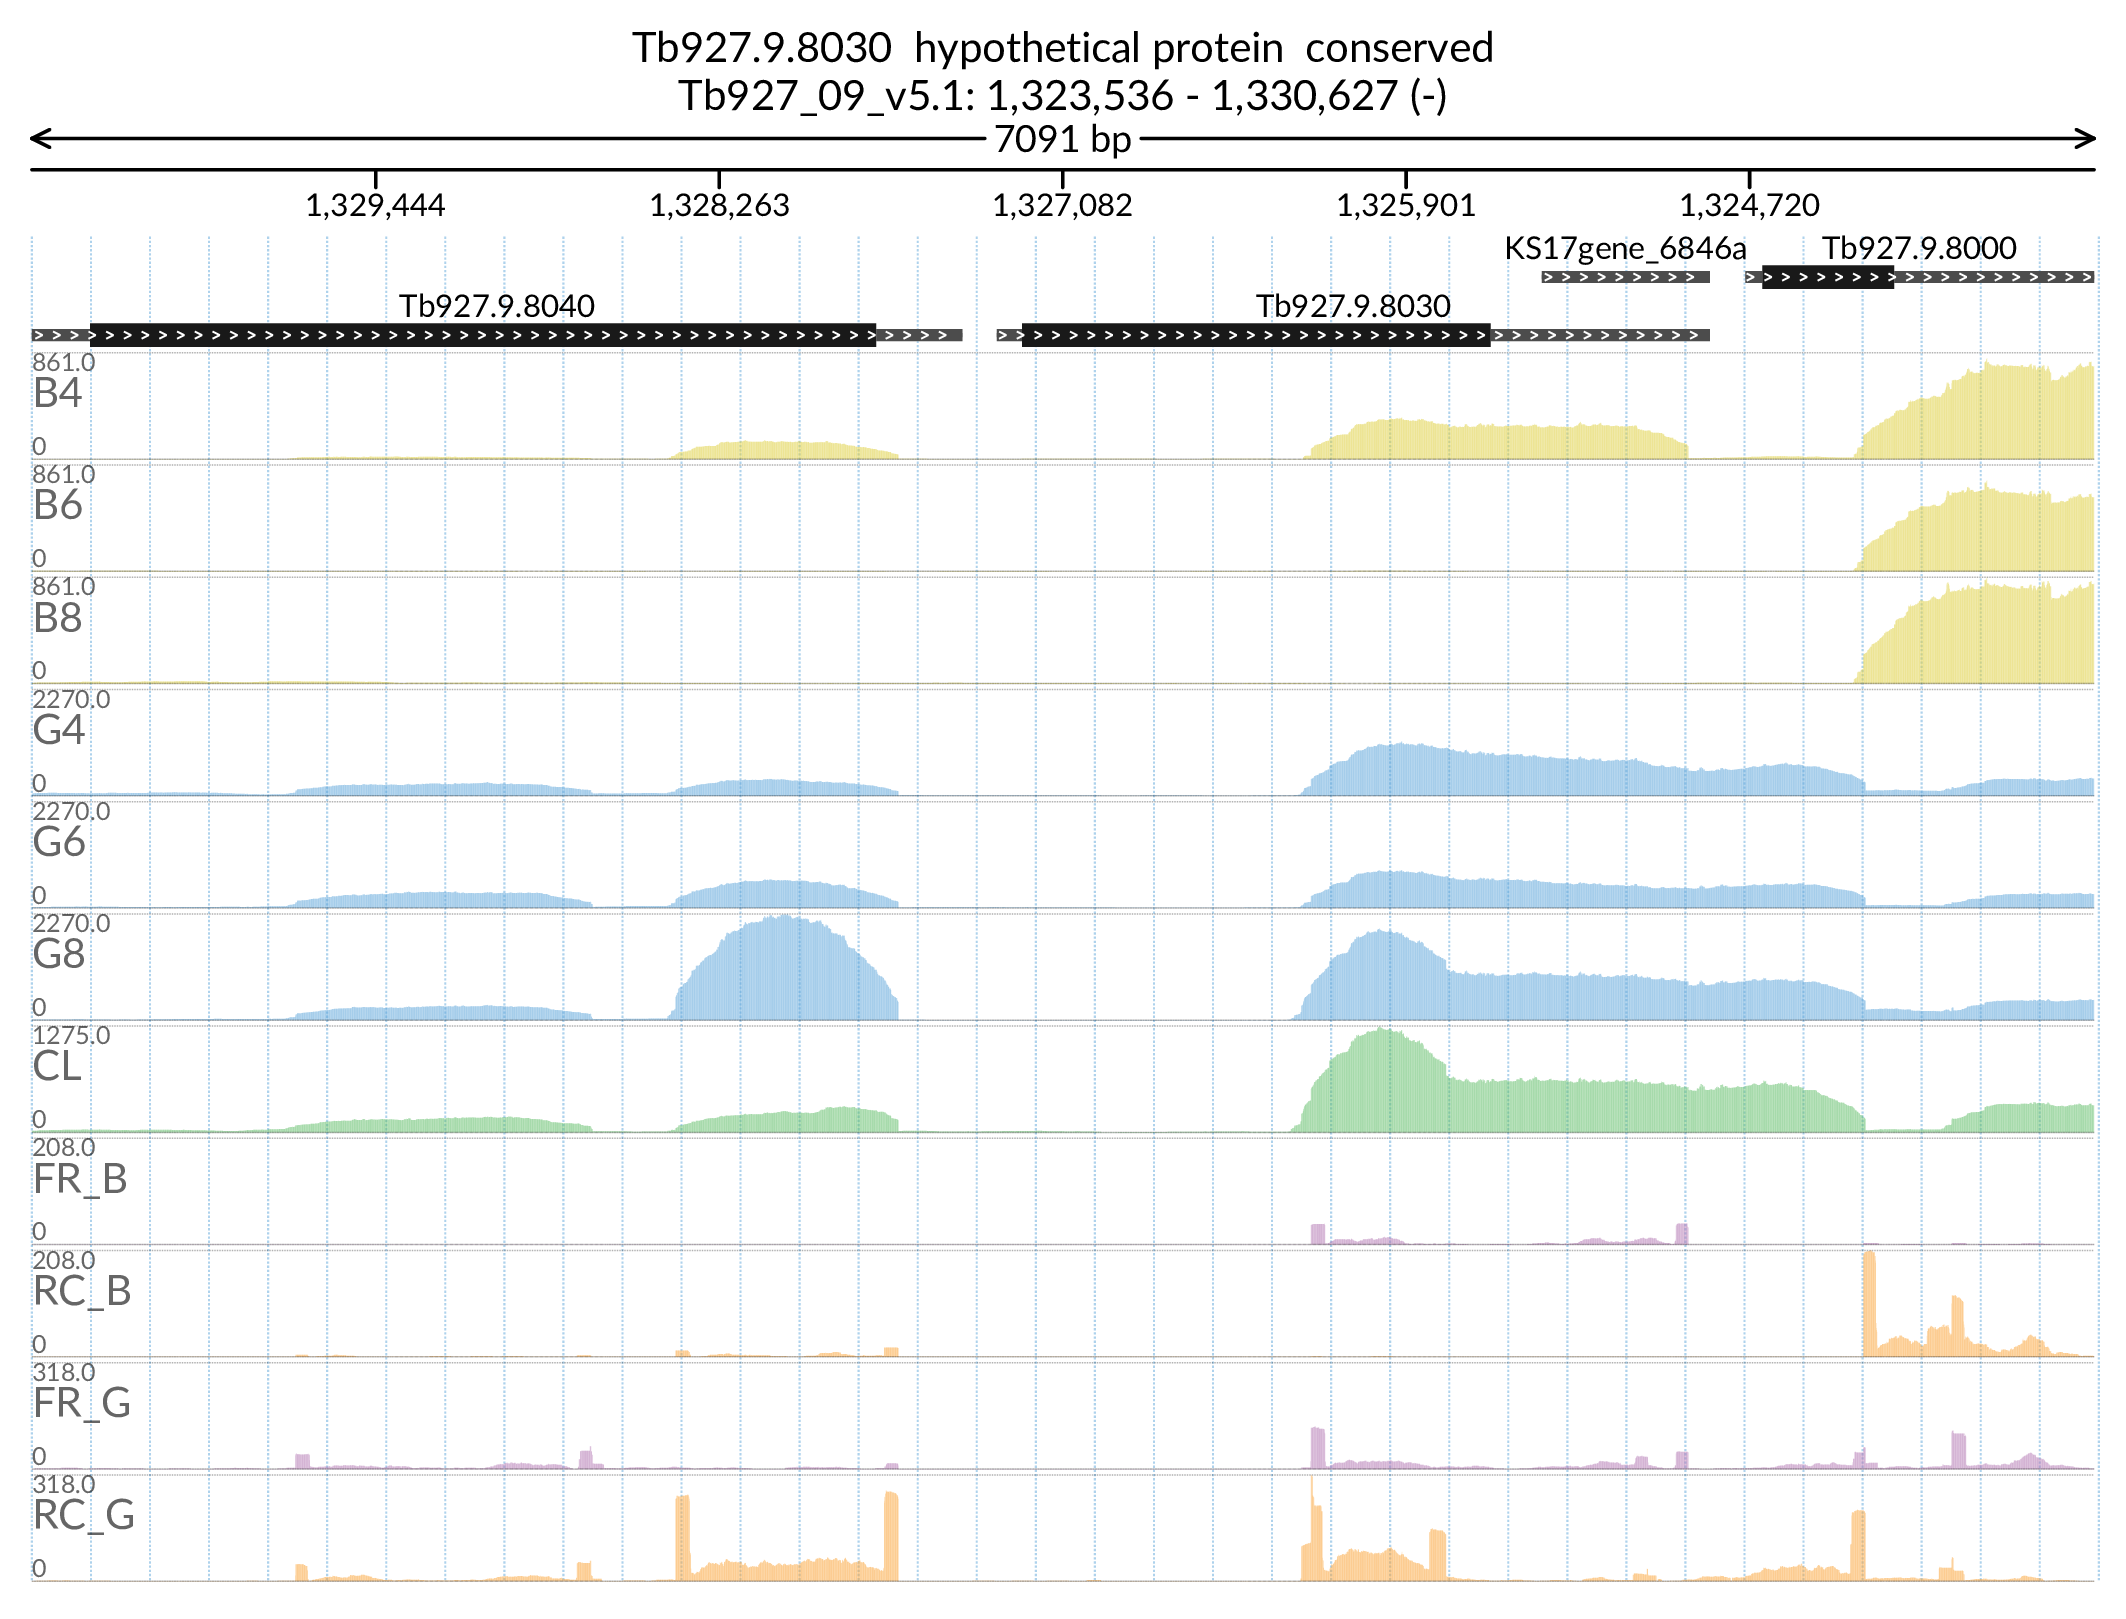 Tb927.9.8030  hypothetical protein  conserved
Tb927_09_v5.1: 1,323,536 - 1,330,627 (-)
7091 bp
1,329,444 1,328,263 1,327,082 1,325,901 1,324,720
KS17gene_6846a Tb927.9.8000
Tb927.9.8040 Tb927.9.8030
861.0
B4
0
861.0
B6
0
861.0
B8
0
2270.0
G4
0
2270.0
G6
0
2270.0
G8
0
1275.0
CL
0
208.0
FR_B
0
208.0
RC_B
0
318.0
FR_G
0
318.0
RC_G
0